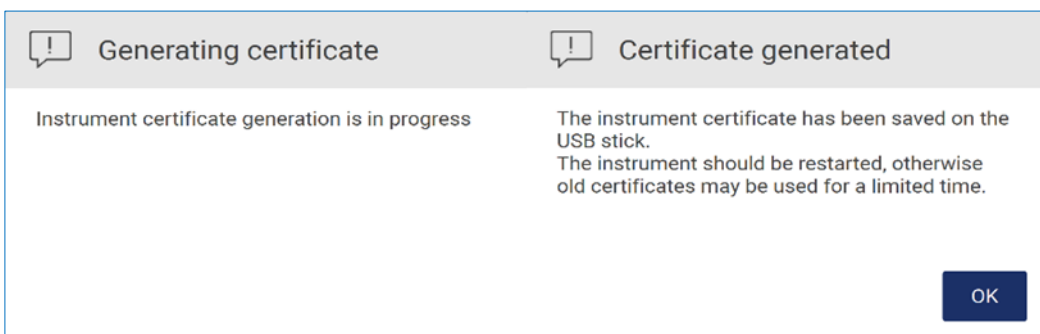 Generating certificate
Instrument certificate generation is in progress
Certificate generated
The instrument certificate has been saved on the
USB stick.
The instrument should be restarted, otherwise
old certificates may be used for a limited time.
OK